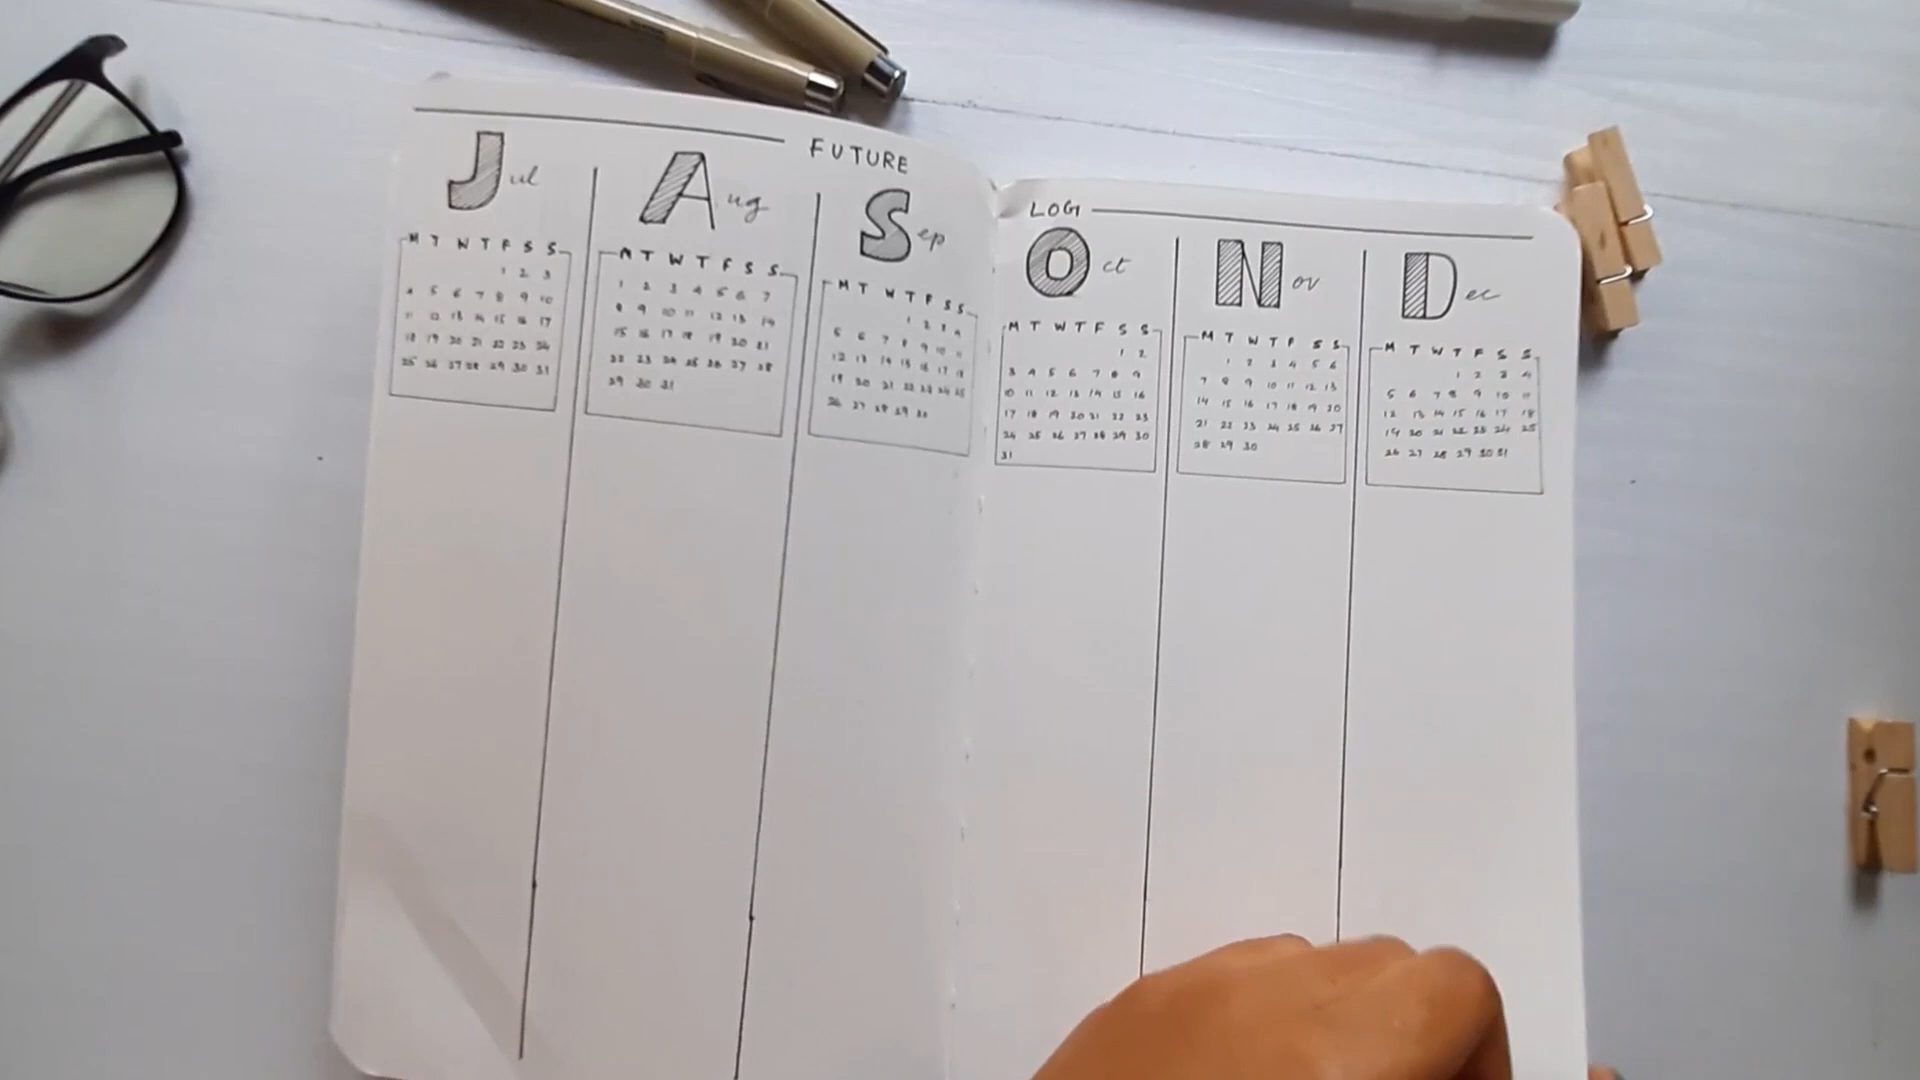 FUTURE
LOG
Jul
M T W T F S S
1 2 3
4 5 6 7 8 9 10
11 12 13 14 15 16 17
18 19 20 21 22 23 24
25 26 27 28 29 30 31
Aug
M T W T F S S
1 2 3 4 5 6 7
8 9 10 11 12 13 14
15 16 17 18 19 20 21
22 23 24 25 26 27 28
29 30 31
Sep
M T W T F S S
1 2 3 4
5 6 7 8 9 10 11
12 13 14 15 16 17 18
19 20 21 22 23 24 25
26 27 28 29 30
Oct
M T W T F S S
1 2
3 4 5 6 7 8 9
10 11 12 13 14 15 16
17 18 19 20 21 22 23
24 25 26 27 28 29 30
31
Nov
M T W T F S S
1 2 3 4 5 6
7 8 9 10 11 12 13
14 15 16 17 18 19 20
21 22 23 24 25 26 27
28 29 30
Dec
M T W T F S S
1 2 3 4
5 6 7 8 9 10 11
12 13 14 15 16 17 18
19 20 21 22 23 24 25
26 27 28 29 30 31